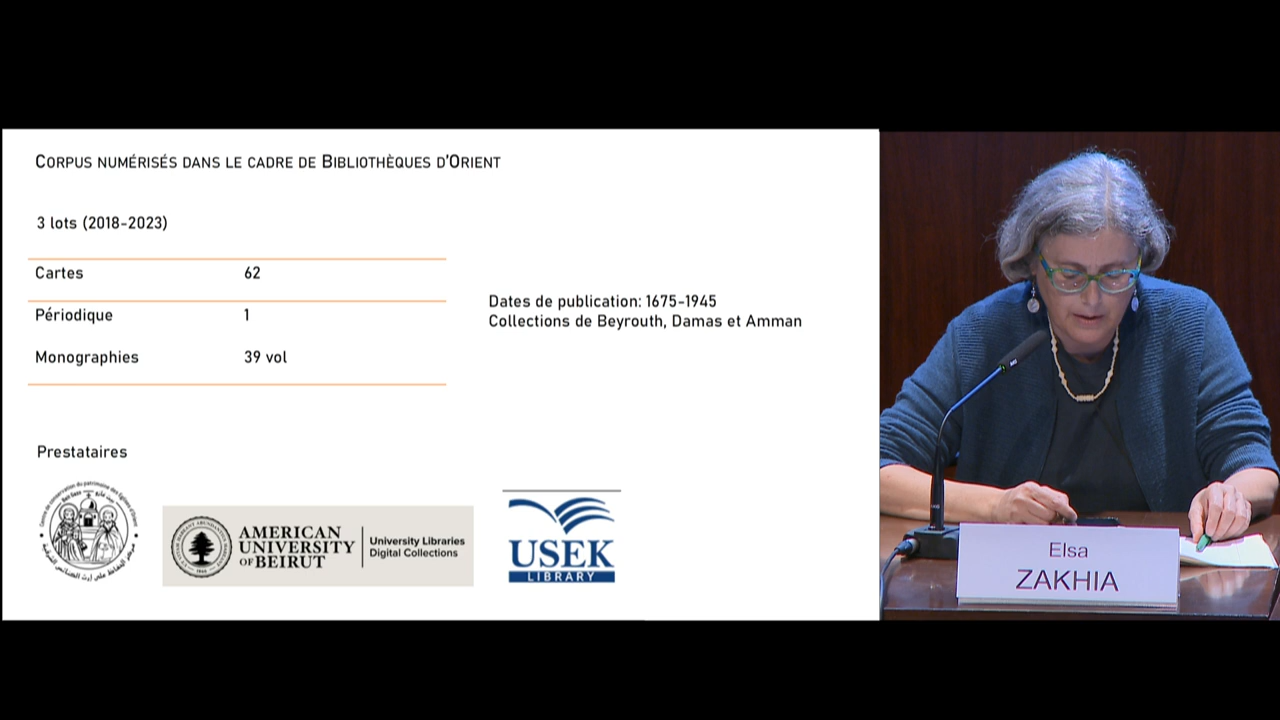 CORPUS NUMÉRISÉS DANS LE CADRE DE BIBLIOTHÈQUES D'ORIENT
3 lots (2018-2023)
Cartes 62
Périodique 1
Monographies 39 vol
Dates de publication: 1675-1945
Collections de Beyrouth, Damas et Amman
Prestataires
AMERICAN
UNIVERSITY
OF BEIRUT
University Libraries
Digital Collections
USEK
LIBRARY
Elsa
ZAKHIA